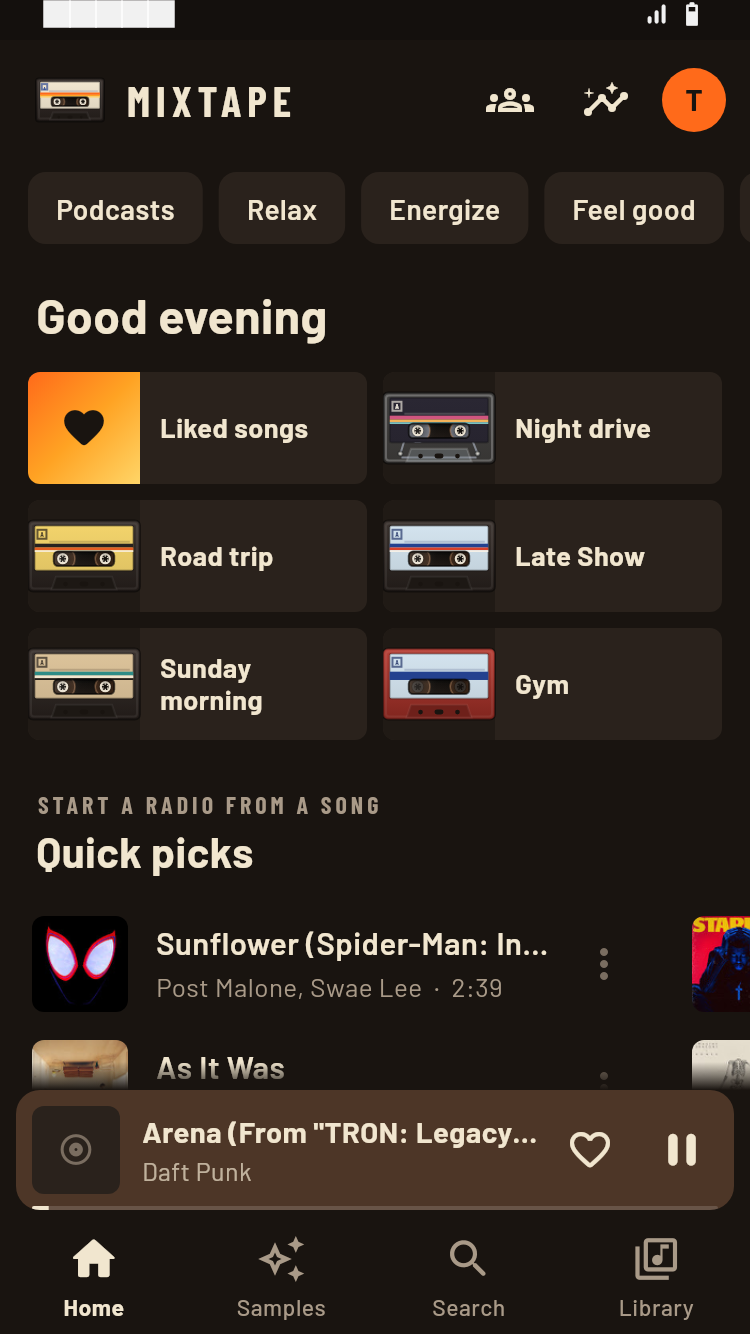 MIXTAPE
T
Podcasts
Relax
Energize
Feel good
Good evening
Liked songs
A
Night drive
A
Road trip
A
Late Show
A
Sunday
morning
A
Gym
START A RADIO FROM A SONG
Quick picks
Sunflower (Spider-Man: In...
Post Malone, Swae Lee · 2:39
As It Was
Arena (From "TRON: Legacy...
Daft Punk
Home
Samples
Search
Library